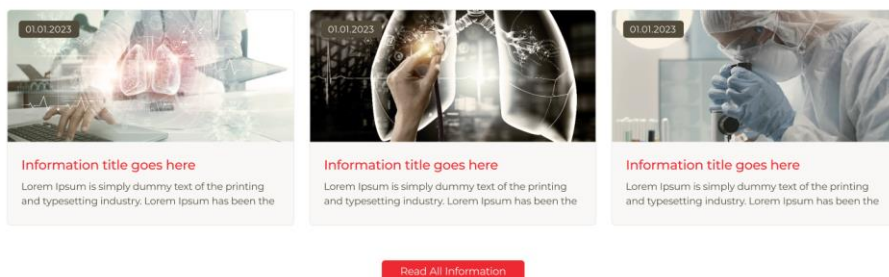 01.01.2023
Information title goes here
Lorem Ipsum is simply dummy text of the printing
and typesetting industry. Lorem Ipsum has been the
01.01.2023
Information title goes here
Lorem Ipsum is simply dummy text of the printing
and typesetting industry. Lorem Ipsum has been the
01.01.2023
Information title goes here
Lorem Ipsum is simply dummy text of the printing
and typesetting industry. Lorem Ipsum has been the
Read All Information